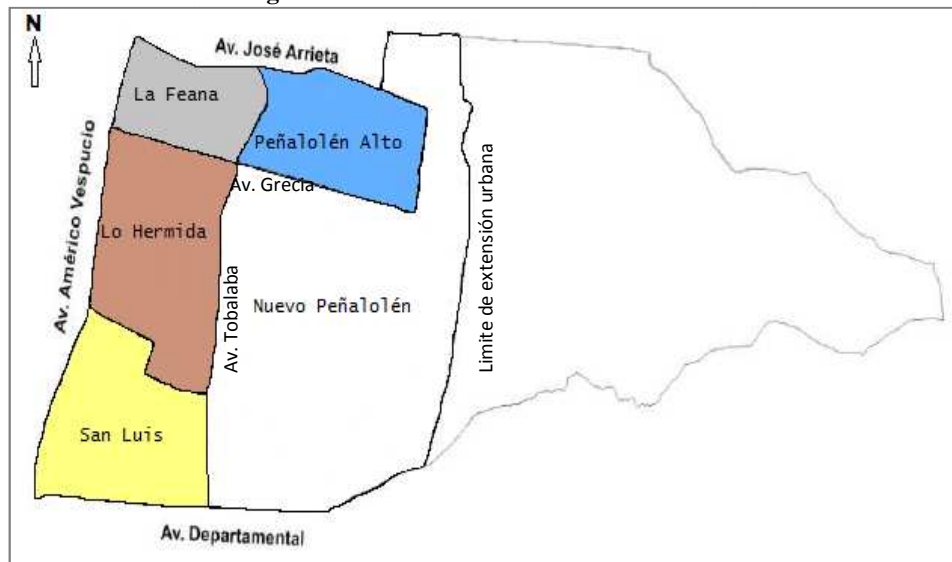 N
Av. José Arrieta
La Feana
Peñalolén Alto
Av. Américo Vespucio
Av. Grecia
Lo Hermida
Limite de extensión urbana
Nuevo Peñalolén
Av. Tobalaba
San Luis
Av. Departamental